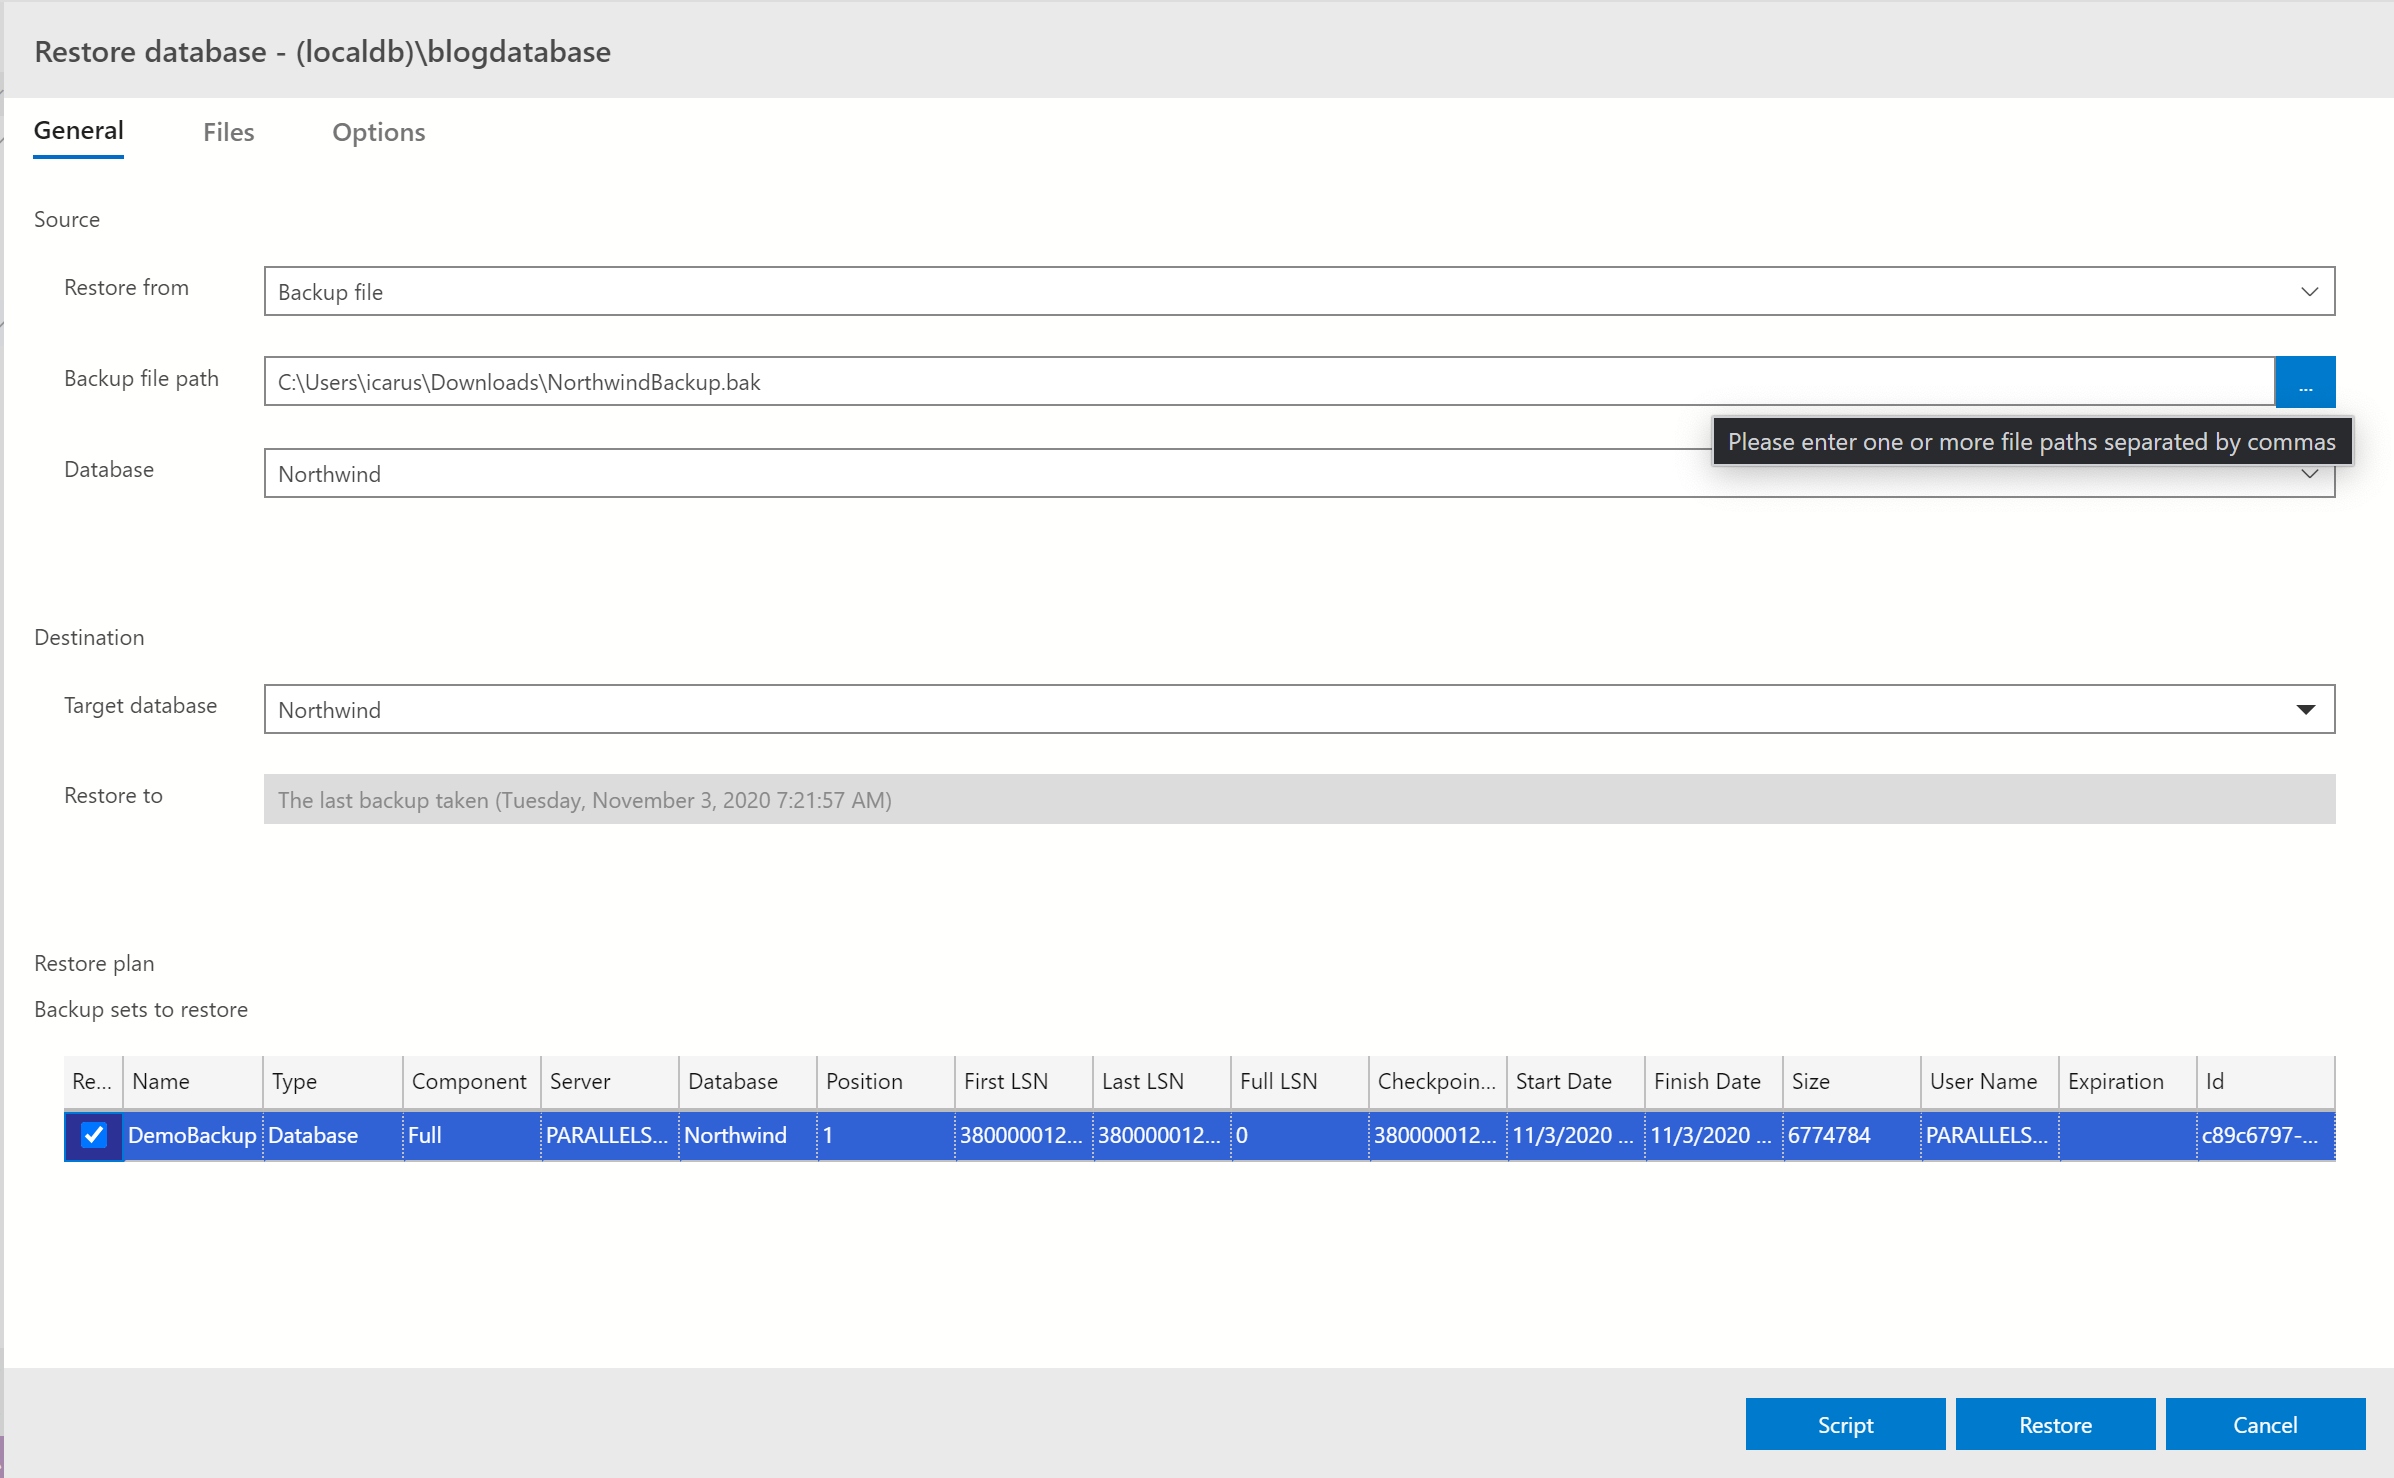 Restore database - (localdb)\blogdatabase
General Files Options
Source
Restore from Backup file
Backup file path C:\Users\icarus\Downloads\NorthwindBackup.bak ...
Please enter one or more file paths separated by commas
Database Northwind
Destination
Target database Northwind
Restore to The last backup taken (Tuesday, November 3, 2020 7:21:57 AM)
Restore plan
Backup sets to restore
Re... Name Type Component Server Database Position First LSN Last LSN Full LSN Checkpoin... Start Date Finish Date Size User Name Expiration Id
DemoBackup Database Full PARALLELS... Northwind 1 380000012... 380000012... 0 380000012... 11/3/2020 ... 11/3/2020 ... 6774784 PARALLELS... c89c6797-...
Script Restore Cancel